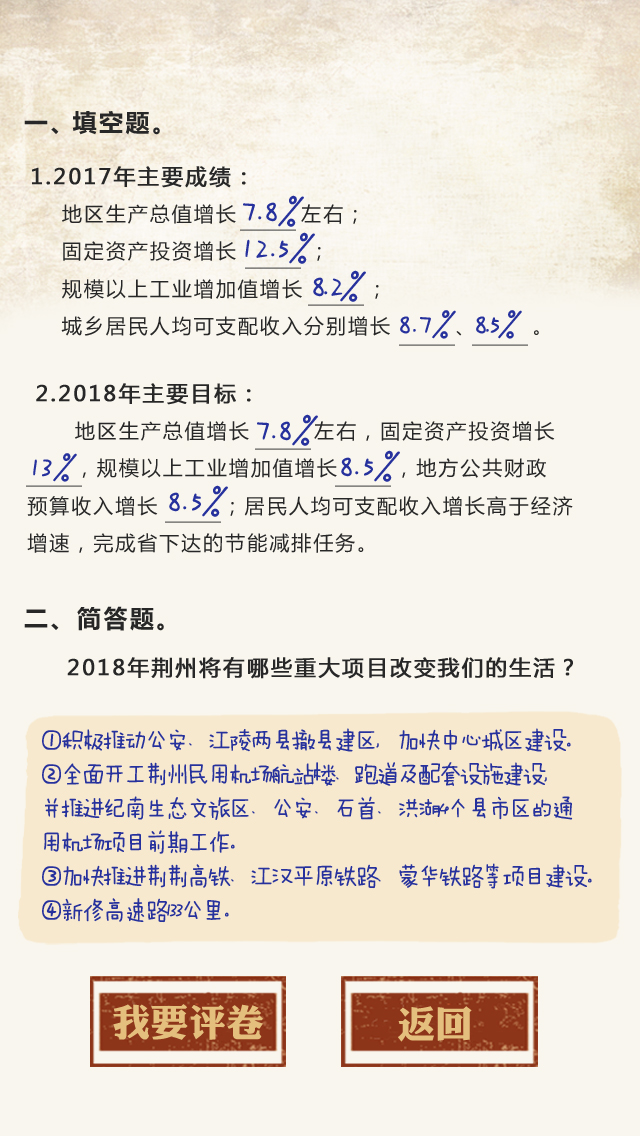 一、填空题。
1.2017年主要成绩：
地区生产总值增长 7.8% 左右；
固定资产投资增长 12.5%；
规模以上工业增加值增长 8.2%；
城乡居民人均可支配收入分别增长 8.7%、8.5%。
2.2018年主要目标：
地区生产总值增长 7.8% 左右，固定资产投资增长
13%，规模以上工业增加值增长 8.5%，地方公共财政
预算收入增长 8.5%；居民人均可支配收入增长高于经济
增速，完成省下达的节能减排任务。
二、简答题。
2018年荆州将有哪些重大项目改变我们的生活？
①积极推动公安、江陵两县撤县建区，加快中心城区建设。
②全面开工荆州民用机场航站楼、跑道及配套设施建设，
并推进纪南生态文旅区、公安、石首、洪湖4个县市区的通
用机场项目前期工作。
③加快推进荆荆高铁、江汉平原铁路、蒙华铁路等项目建设。
④新修高速路133公里。
我要评卷 返回